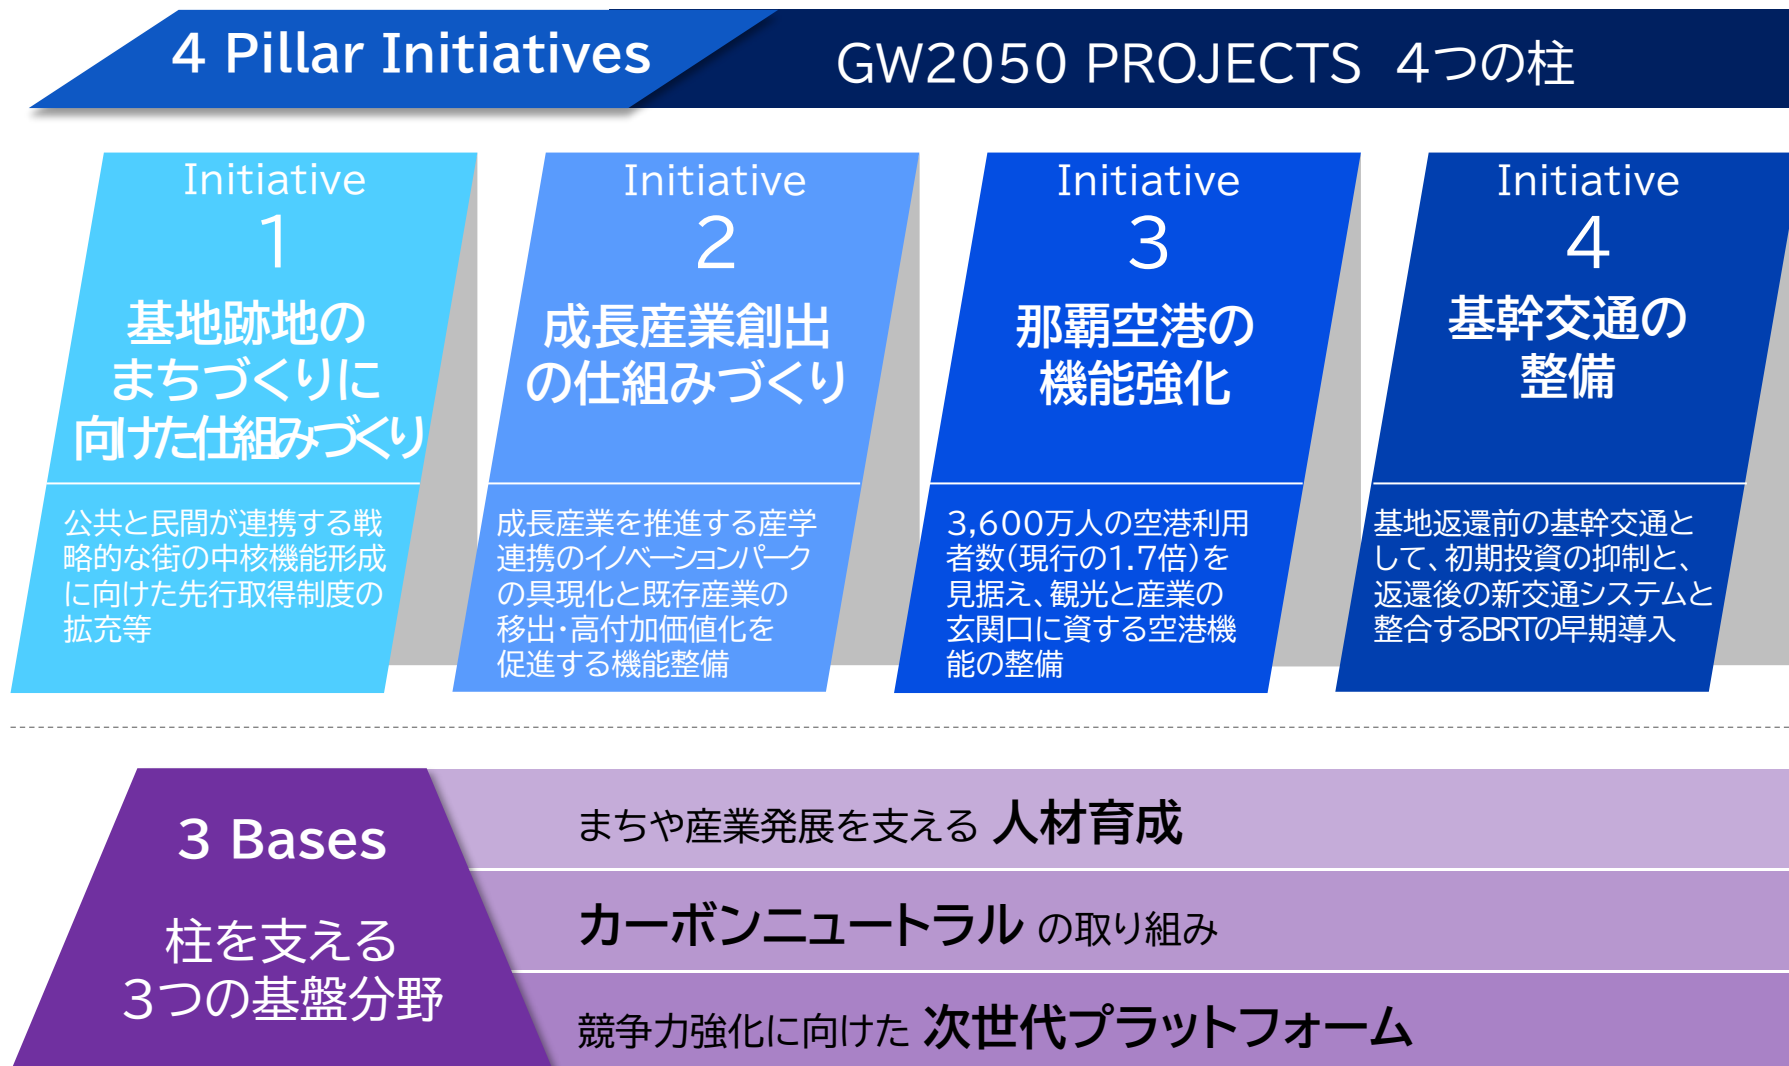 4 Pillar Initiatives
GW2050 PROJECTS 4つの柱
Initiative
1
基地跡地の
まちづくりに
向けた仕組みづくり
公共と民間が連携する戦
略的な街の中核機能形成
に向けた先行取得制度の
拡充等
Initiative
2
成長産業創出
の仕組みづくり
成長産業を推進する産学
連携のイノベーションパーク
の具現化と既存産業の
移出・高付加価値化を
促進する機能整備
Initiative
3
那覇空港の
機能強化
3,600万人の空港利用
者数(現行の1.7倍)を
見据え、観光と産業の
玄関口に資する空港機
能の整備
Initiative
4
基幹交通の
整備
基地返還前の基幹交通と
して、初期投資の抑制と、
返還後の新交通システムと
整合するBRTの早期導入
3 Bases
柱を支える
3つの基盤分野
まちや産業発展を支える 人材育成
カーボンニュートラル の取り組み
競争力強化に向けた 次世代プラットフォーム